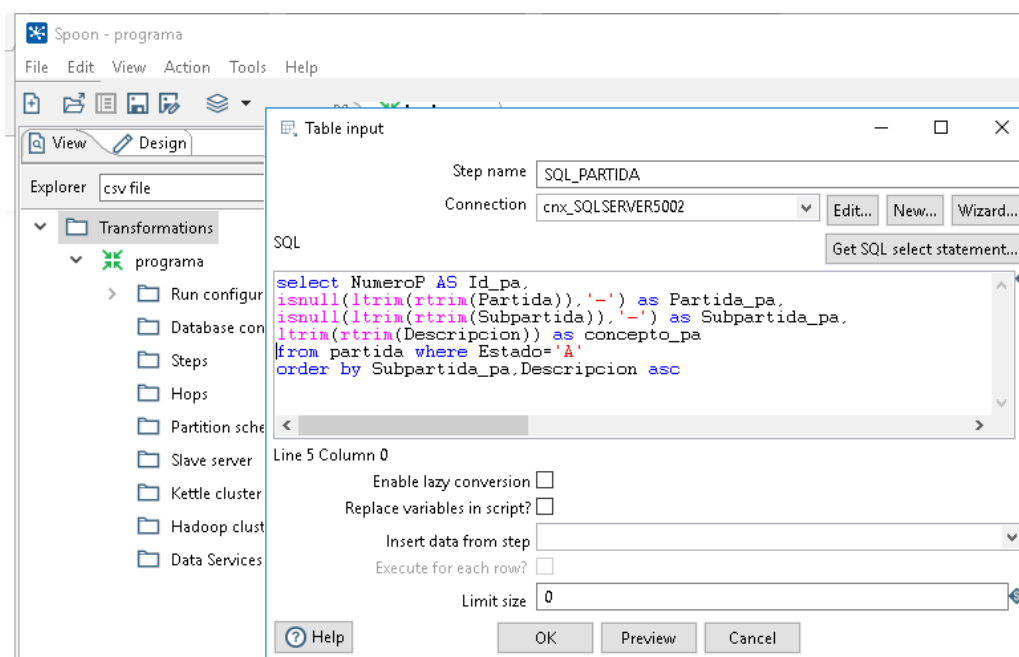 Spoon - programa
File Edit View Action Tools Help
Table input
View Design
Step name SQL_PARTIDA
Explorer csv file
Connection cnx_SQLSERVER5002 Edit... New... Wizard...
Transformations
SQL Get SQL select statement...
programa
select NumeroP AS Id_pa,
Run configur
isnull(ltrim(rtrim(Partida)),'-') as Partida_pa,
isnull(ltrim(rtrim(Subpartida)),'-') as Subpartida_pa,
Database con
ltrim(rtrim(Descripcion)) as concepto_pa
from partida where Estado='A'
Steps
order by Subpartida_pa,Descripcion asc
Hops
Partition sche
Slave server
Line 5 Column 0
Kettle cluster
Enable lazy conversion
Replace variables in script?
Hadoop clust
Insert data from step
Data Services
Execute for each row?
Limit size 0
Help OK Preview Cancel